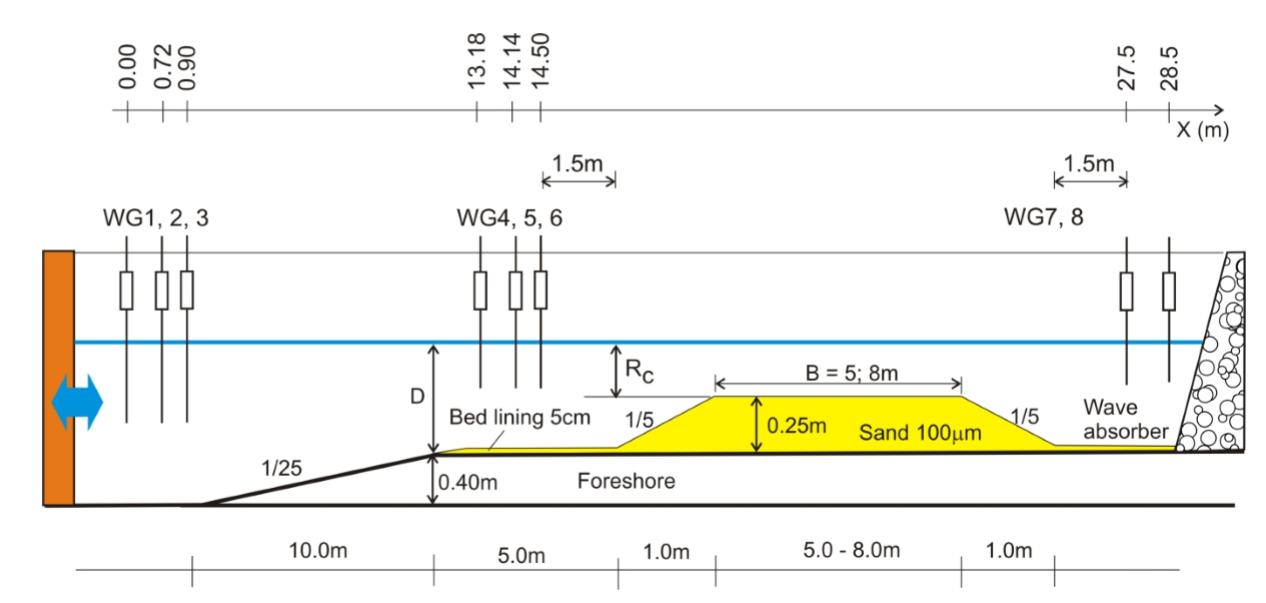 0.00
0.72
0.90
13.18
14.14
14.50
27.5
28.5
X (m)
1.5m
1.5m
WG1, 2, 3
WG4, 5, 6
WG7, 8
D
Rc
B = 5; 8m
Bed lining 5cm
1/5
0.25m
Sand 100μm
1/5
Wave
absorber
1/25
0.40m
Foreshore
10.0m
5.0m
1.0m
5.0 - 8.0m
1.0m